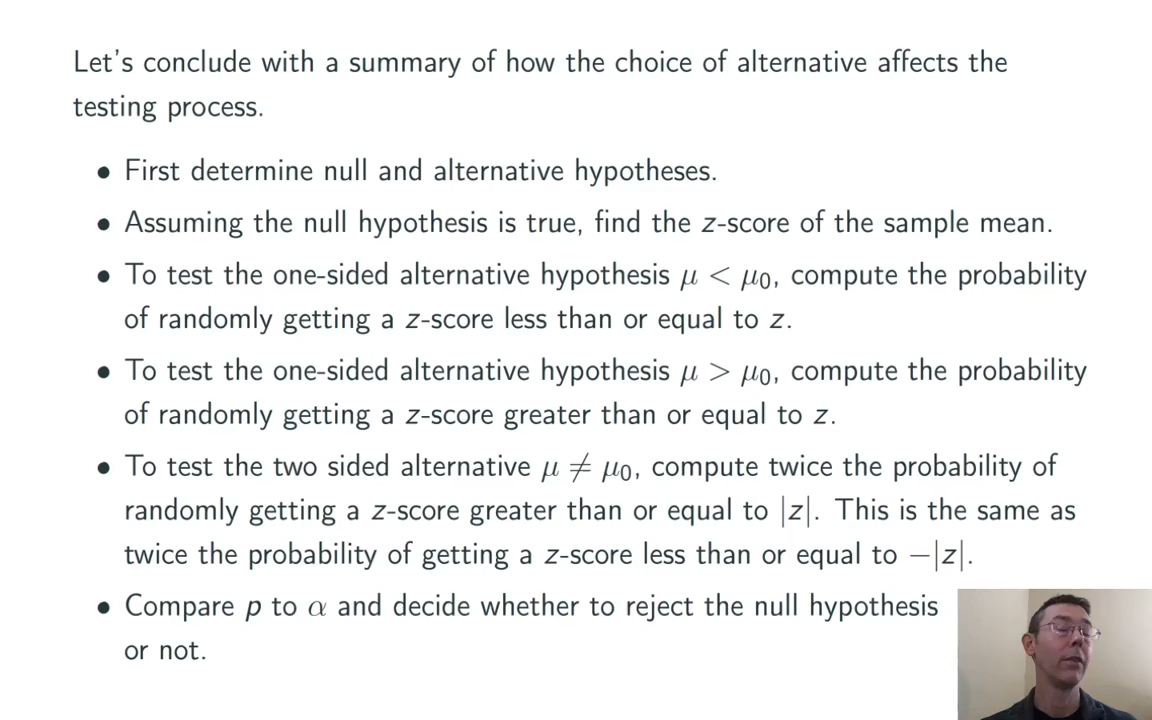 Let's conclude with a summary of how the choice of alternative affects the
testing process.
• First determine null and alternative hypotheses.
• Assuming the null hypothesis is true, find the z-score of the sample mean.
• To test the one-sided alternative hypothesis μ < μ₀, compute the probability
of randomly getting a z-score less than or equal to z.
• To test the one-sided alternative hypothesis μ > μ₀, compute the probability
of randomly getting a z-score greater than or equal to z.
• To test the two sided alternative μ ≠ μ₀, compute twice the probability of
randomly getting a z-score greater than or equal to |z|. This is the same as
twice the probability of getting a z-score less than or equal to −|z|.
• Compare p to α and decide whether to reject the null hypothesis
or not.